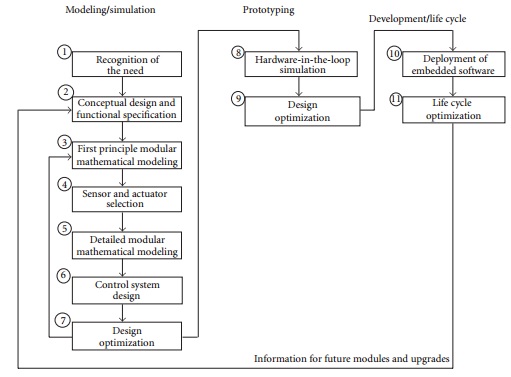 Modeling/simulation
1
Recognition of
the need
2
Conceptual design and
functional specification
3
First principle modular
mathematical modeling
4
Sensor and actuator
selection
5
Detailed modular
mathematical modeling
6
Control system
design
7
Design
optimization
Prototyping
8
Hardware-in-the-loop
simulation
9
Design
optimization
Development/life cycle
10
Deployment of
embedded software
11
Life cycle
optimization
Information for future modules and upgrades